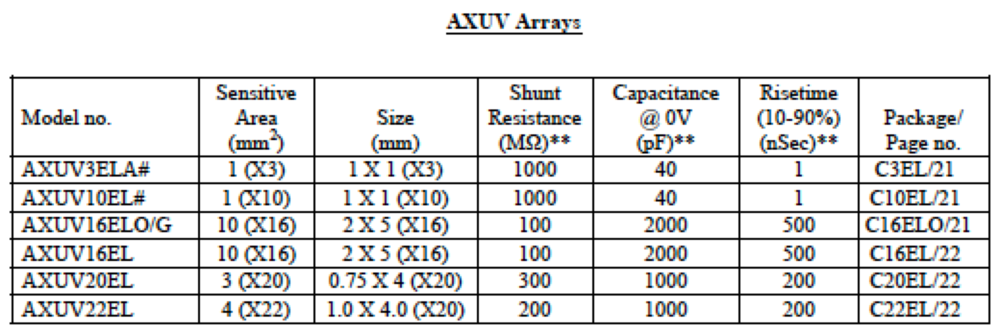 AXUV Arrays
Model no. Sensitive Area (mm²) Size (mm) Shunt Resistance (MΩ)** Capacitance @ 0V (pF)** Risetime (10-90%) (nSec)** Package/ Page no.
AXUV3ELA# 1 (X3) 1 X 1 (X3) 1000 40 1 C3EL/21
AXUV10EL# 1 (X10) 1 X 1 (X10) 1000 40 1 C10EL/21
AXUV16ELO/G 10 (X16) 2 X 5 (X16) 100 2000 500 C16ELO/21
AXUV16EL 10 (X16) 2 X 5 (X16) 100 2000 500 C16EL/22
AXUV20EL 3 (X20) 0.75 X 4 (X20) 300 1000 200 C20EL/22
AXUV22EL 4 (X22) 1.0 X 4.0 (X20) 200 1000 200 C22EL/22